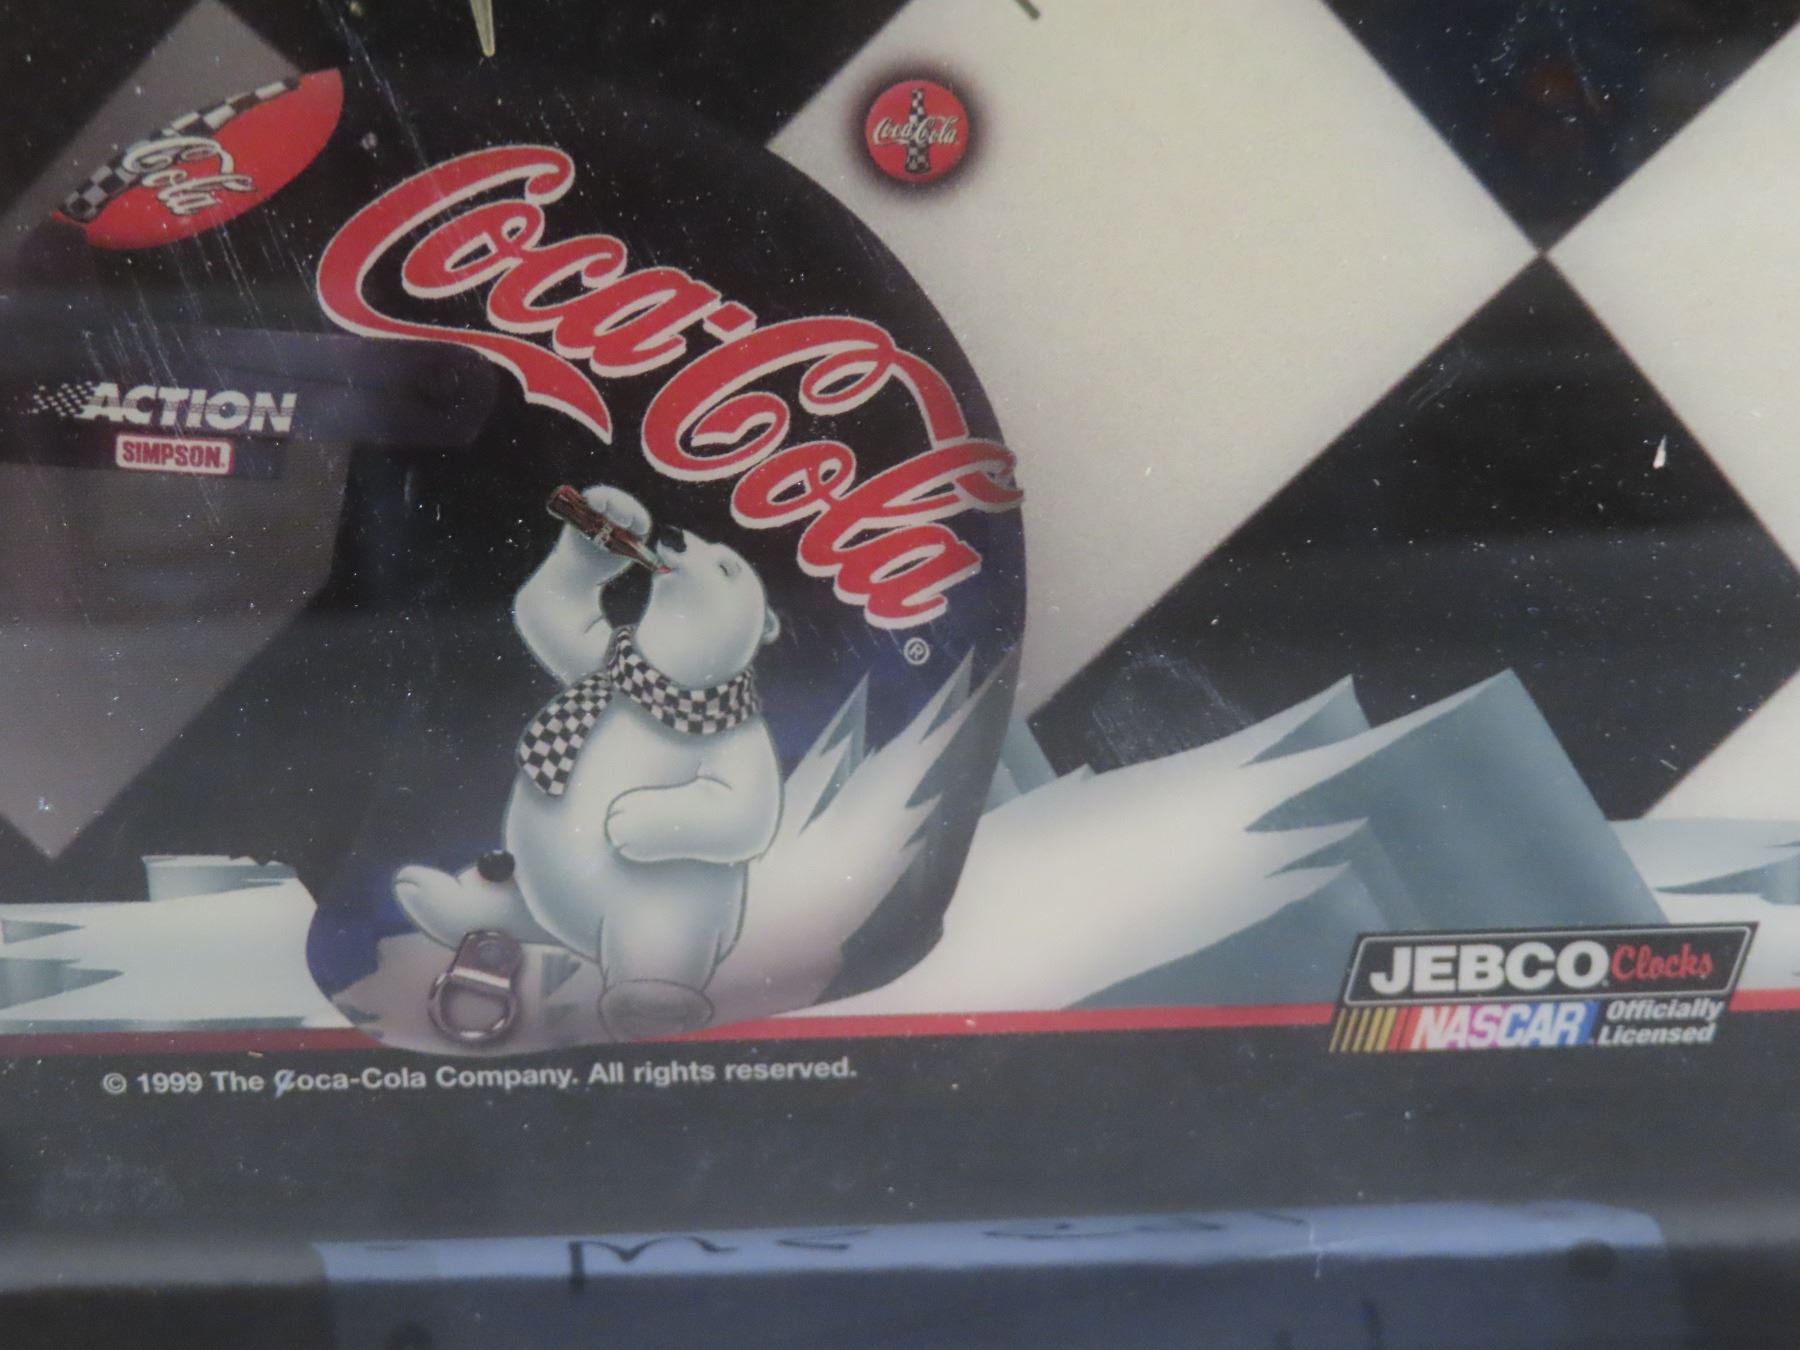 Coca-Cola
Cola
Coca-Cola®
ACTION
SIMPSON.
JEBCO Clocks
NASCAR. Officially
Licensed
© 1999 The Coca-Cola Company. All rights reserved.